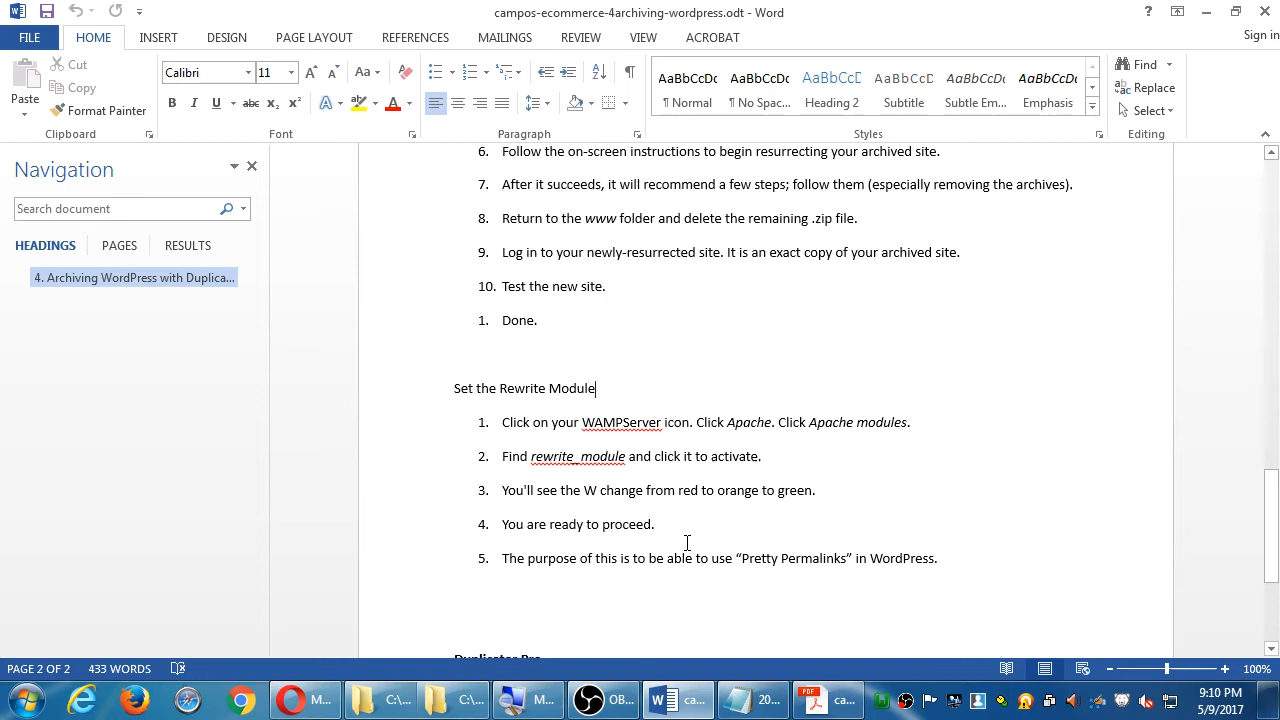 campos-ecommerce-4archiving-wordpress.odt - Word
Sign in
FILE HOME INSERT DESIGN PAGE LAYOUT REFERENCES MAILINGS REVIEW VIEW ACROBAT
Paste
Cut
Copy
Format Painter
Clipboard
Calibri 11
Font
Paragraph
AaBbCcDc AaBbCcDc AaBbCcD AaBbCcD AaBbCcDc AaBbCcDc
¶ Normal ¶ No Spac... Heading 2 Subtitle Subtle Em... Emphasis
Styles
Find
Replace
Select
Editing
Navigation
Search document
HEADINGS PAGES RESULTS
4. Archiving WordPress with Duplica...
6. Follow the on-screen instructions to begin resurrecting your archived site.
7. After it succeeds, it will recommend a few steps; follow them (especially removing the archives).
8. Return to the www folder and delete the remaining .zip file.
9. Log in to your newly-resurrected site. It is an exact copy of your archived site.
10. Test the new site.
1. Done.
Set the Rewrite Module
1. Click on your WAMPServer icon. Click Apache. Click Apache modules.
2. Find rewrite_module and click it to activate.
3. You'll see the W change from red to orange to green.
4. You are ready to proceed.
5. The purpose of this is to be able to use “Pretty Permalinks” in WordPress.
Duplicator Pro
PAGE 2 OF 2 433 WORDS 100%
M... C:\... C:\... M... OB... ca... 20... ca...
9:10 PM
5/9/2017